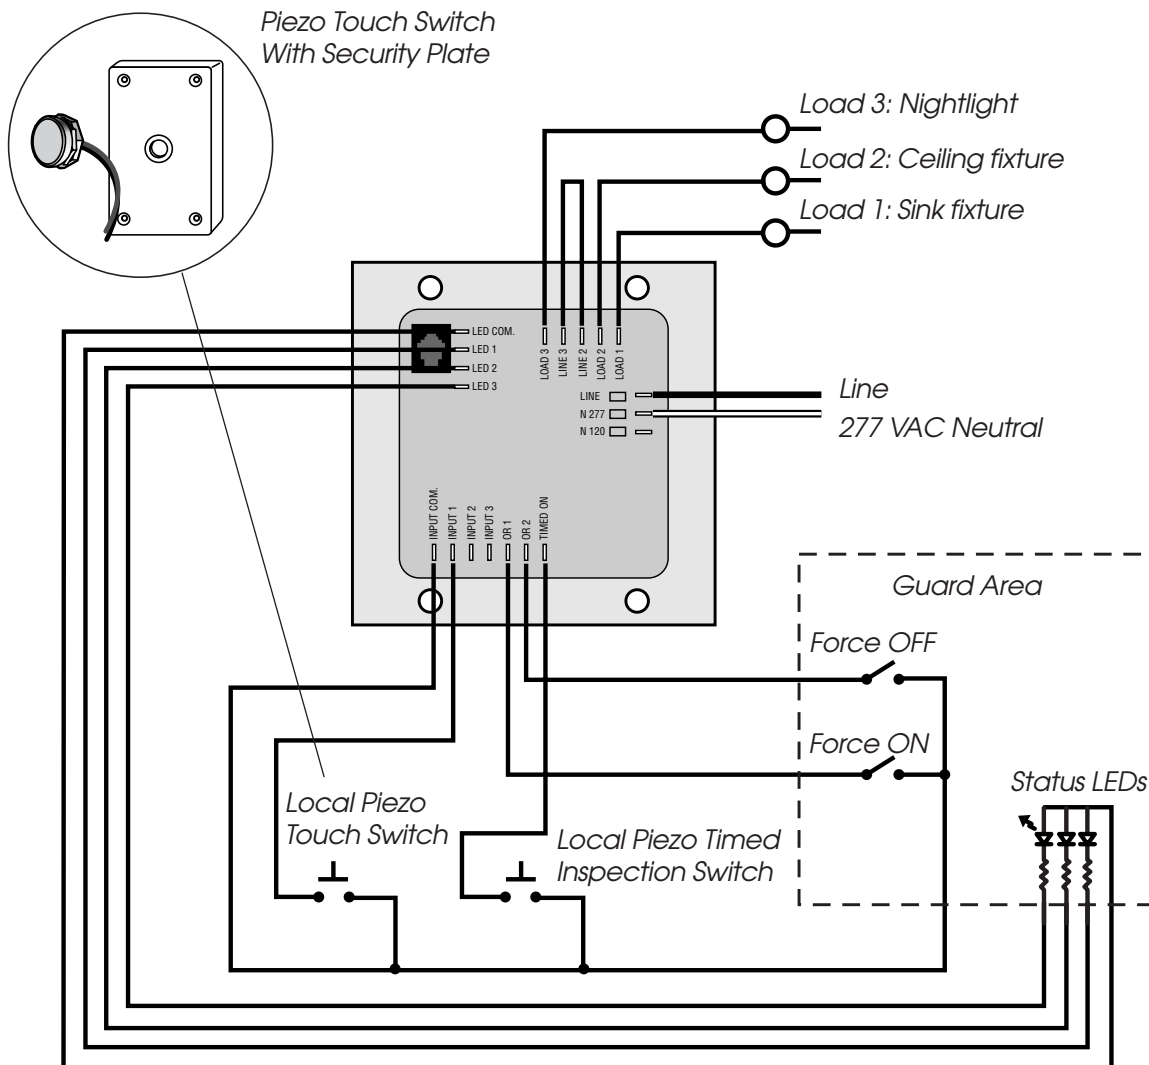 Piezo Touch Switch
With Security Plate
Load 3: Nightlight
Load 2: Ceiling fixture
Load 1: Sink fixture
LED COM.
LED 1
LED 2
LED 3
LOAD 3
LINE 3
LINE 2
LOAD 2
LOAD 1
LINE
N 277
N 120
Line
277 VAC Neutral
INPUT COM.
INPUT 1
INPUT 2
INPUT 3
OR 1
OR 2
TIMED ON
Guard Area
Force OFF
Force ON
Status LEDs
Local Piezo
Touch Switch
Local Piezo Timed
Inspection Switch